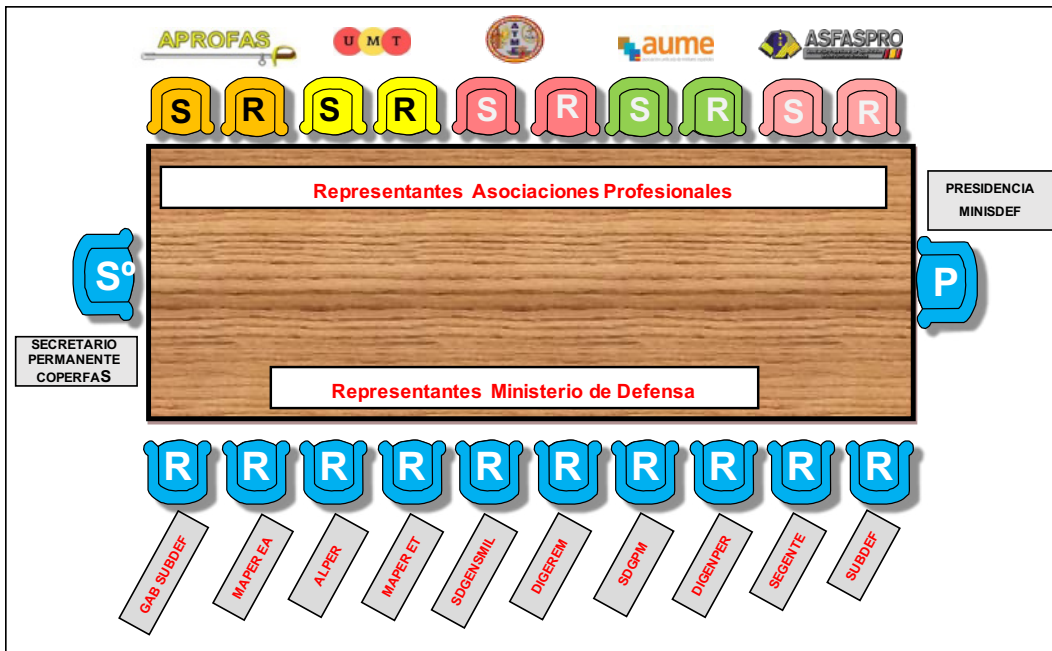 APROFAS
U M T
ATME
aume
ASFASPRO
S R S R S R S R S R
Representantes Asociaciones Profesionales
PRESIDENCIA
MINISDEF
Sº
P
SECRETARIO
PERMANENTE
COPERFAS
Representantes Ministerio de Defensa
R R R R R R R R R R
GAB SUBDEF
MAPER EA
ALPER
MAPER ET
SDGENSMIL
DIGEREM
SDGPM
DIGENPER
SEGENTE
SUBDEF